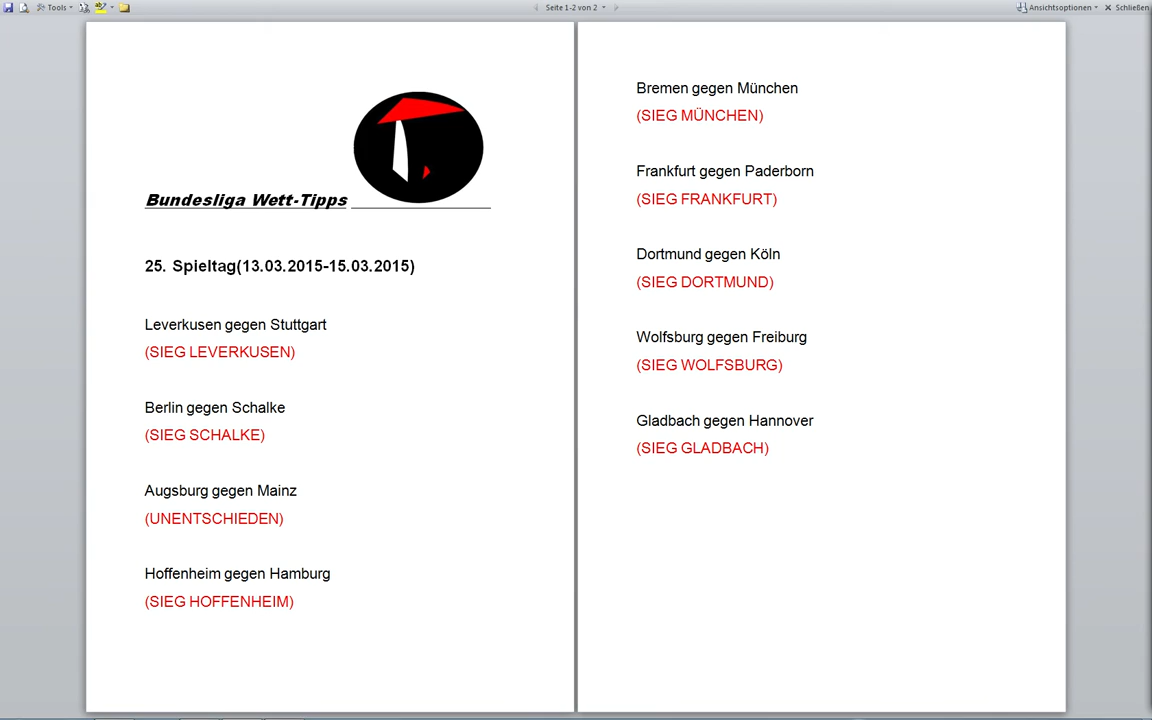 Tools
Seite 1-2 von 2
Ansichtsoptionen
Schließen
Bundesliga Wett-Tipps
25. Spieltag(13.03.2015-15.03.2015)
Leverkusen gegen Stuttgart
(SIEG LEVERKUSEN)
Berlin gegen Schalke
(SIEG SCHALKE)
Augsburg gegen Mainz
(UNENTSCHIEDEN)
Hoffenheim gegen Hamburg
(SIEG HOFFENHEIM)
Bremen gegen München
(SIEG MÜNCHEN)
Frankfurt gegen Paderborn
(SIEG FRANKFURT)
Dortmund gegen Köln
(SIEG DORTMUND)
Wolfsburg gegen Freiburg
(SIEG WOLFSBURG)
Gladbach gegen Hannover
(SIEG GLADBACH)